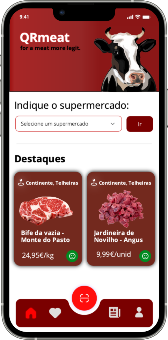 9:41
QRmeat
for a meat more legit.
Indique o supermercado:
Selecione um supermercado
Ir
Destaques
Continente, Telheiras
Bife da vazia -
Monte do Pasto
24,95€/kg
Continente, Telheiras
Jardineira de
Novilho - Angus
9,99€/unid